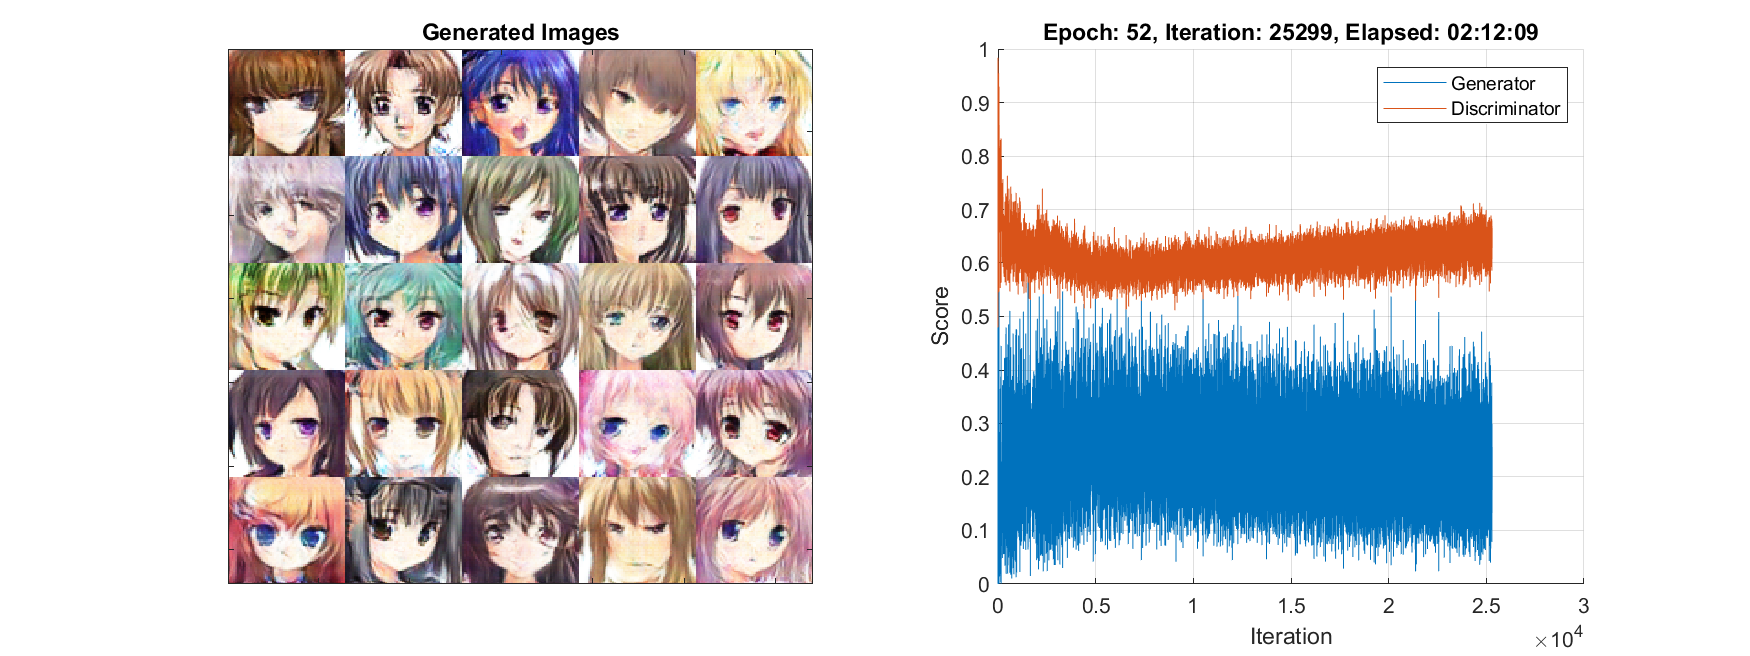 Generated Images
Epoch: 52, Iteration: 25299, Elapsed: 02:12:09
Generator
Discriminator
Score
1
0.9
0.8
0.7
0.6
0.5
0.4
0.3
0.2
0.1
0
0 0.5 1 1.5 2 2.5 3
Iteration
×10⁴